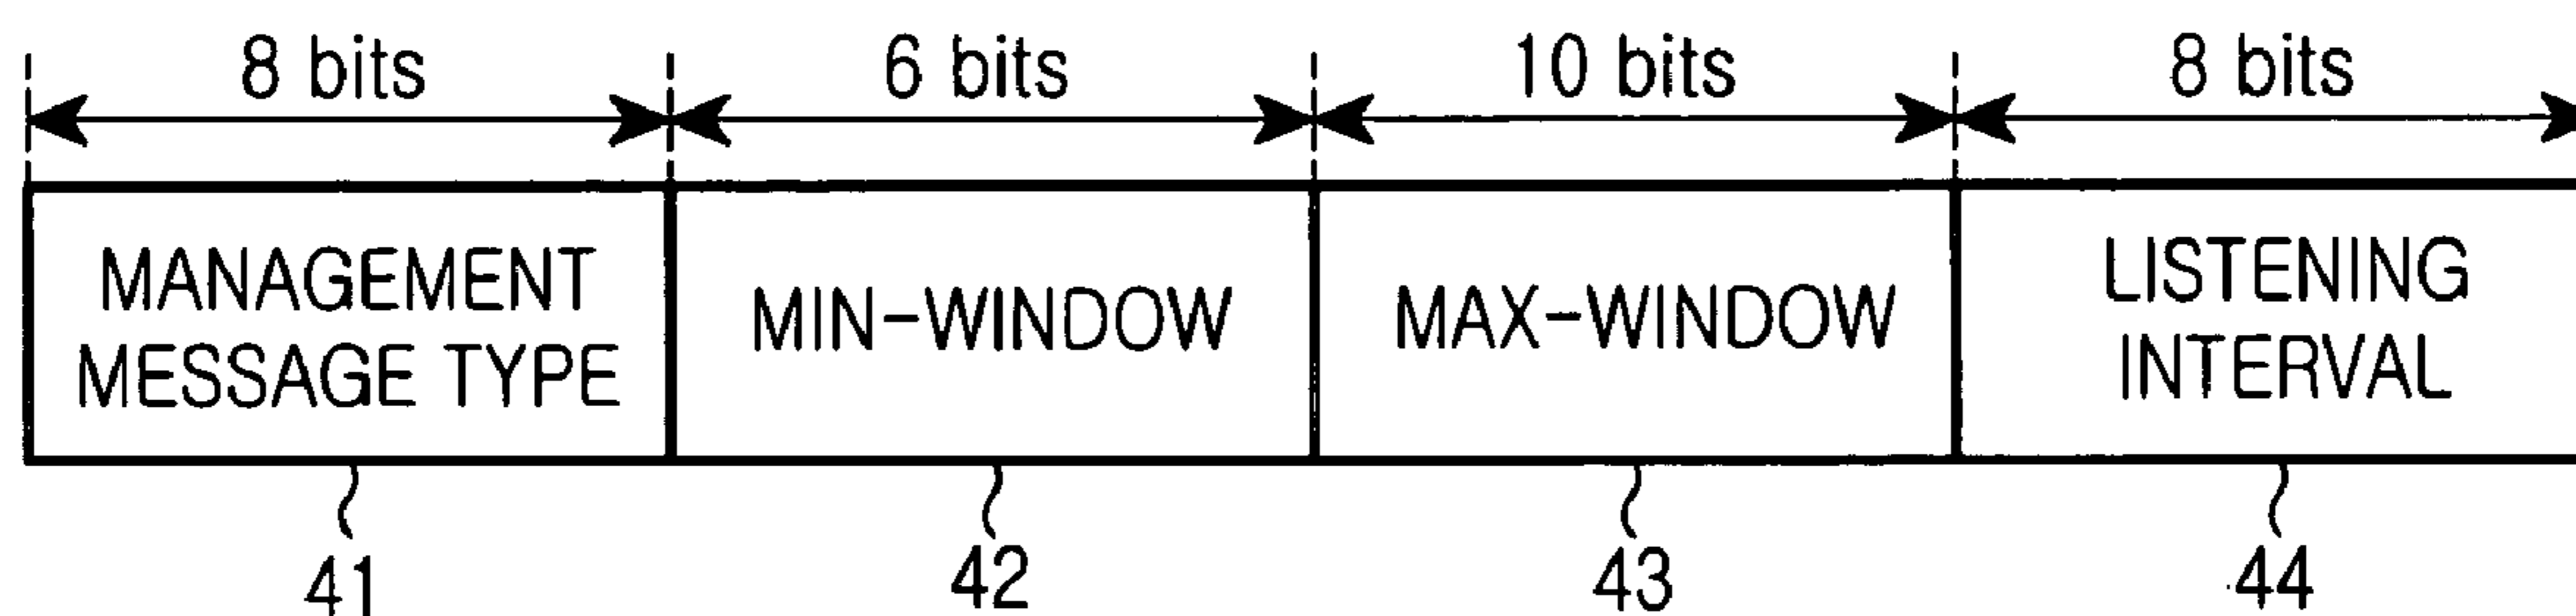 8 bits 6 bits 10 bits 8 bits
MANAGEMENT
MESSAGE TYPE
MIN-WINDOW
MAX-WINDOW
LISTENING
INTERVAL
41 42 43 44